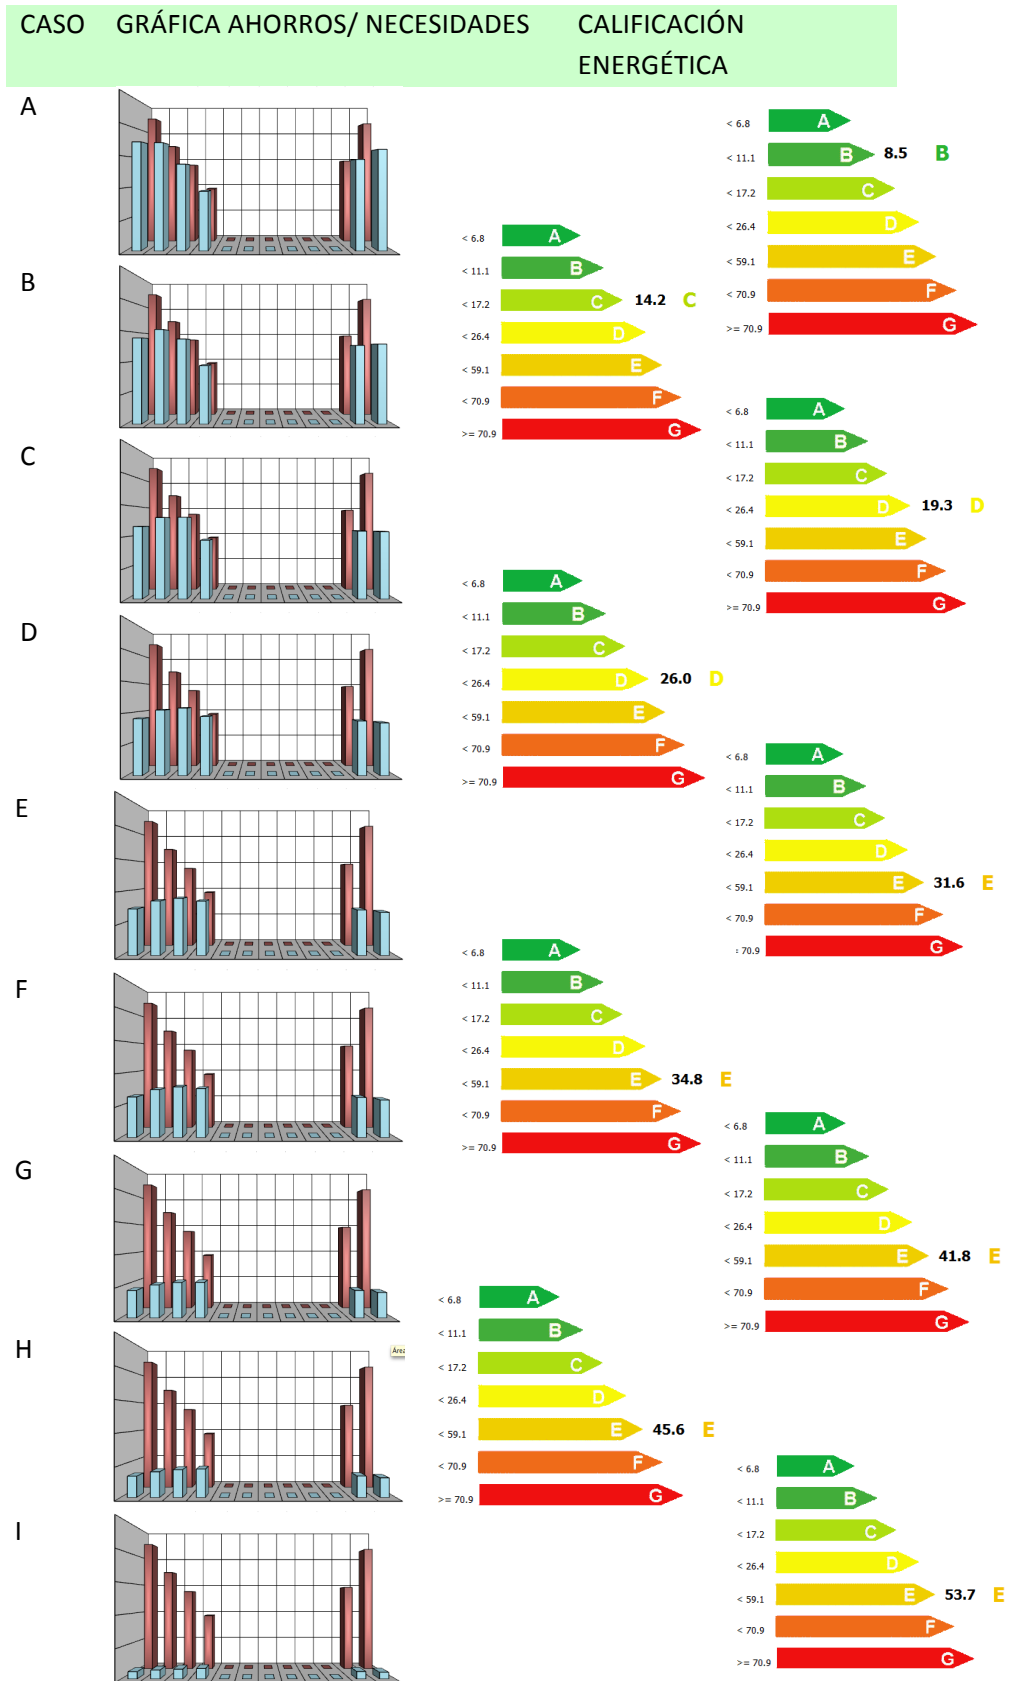 CASO GRÁFICA AHORROS/ NECESIDADES CALIFICACIÓN
ENERGÉTICA
A
< 6.8 A
< 11.1 B 8.5 B
< 17.2 C
< 26.4 D
< 59.1 E
< 70.9 F
>= 70.9 G
B
< 6.8 A
< 11.1 B
< 17.2 C 14.2 C
< 26.4 D
< 59.1 E
< 70.9 F
>= 70.9 G
C
< 6.8 A
< 11.1 B
< 17.2 C
< 26.4 D 19.3 D
< 59.1 E
< 70.9 F
>= 70.9 G
D
< 6.8 A
< 11.1 B
< 17.2 C
< 26.4 D 26.0 D
< 59.1 E
< 70.9 F
>= 70.9 G
E
< 6.8 A
< 11.1 B
< 17.2 C
< 26.4 D
< 59.1 E 31.6 E
< 70.9 F
= 70.9 G
F
< 6.8 A
< 11.1 B
< 17.2 C
< 26.4 D
< 59.1 E 34.8 E
< 70.9 F
>= 70.9 G
G
< 6.8 A
< 11.1 B
< 17.2 C
< 26.4 D
< 59.1 E 41.8 E
< 70.9 F
>= 70.9 G
H
Área
< 6.8 A
< 11.1 B
< 17.2 C
< 26.4 D
< 59.1 E 45.6 E
< 70.9 F
>= 70.9 G
I
< 6.8 A
< 11.1 B
< 17.2 C
< 26.4 D
< 59.1 E 53.7 E
< 70.9 F
>= 70.9 G